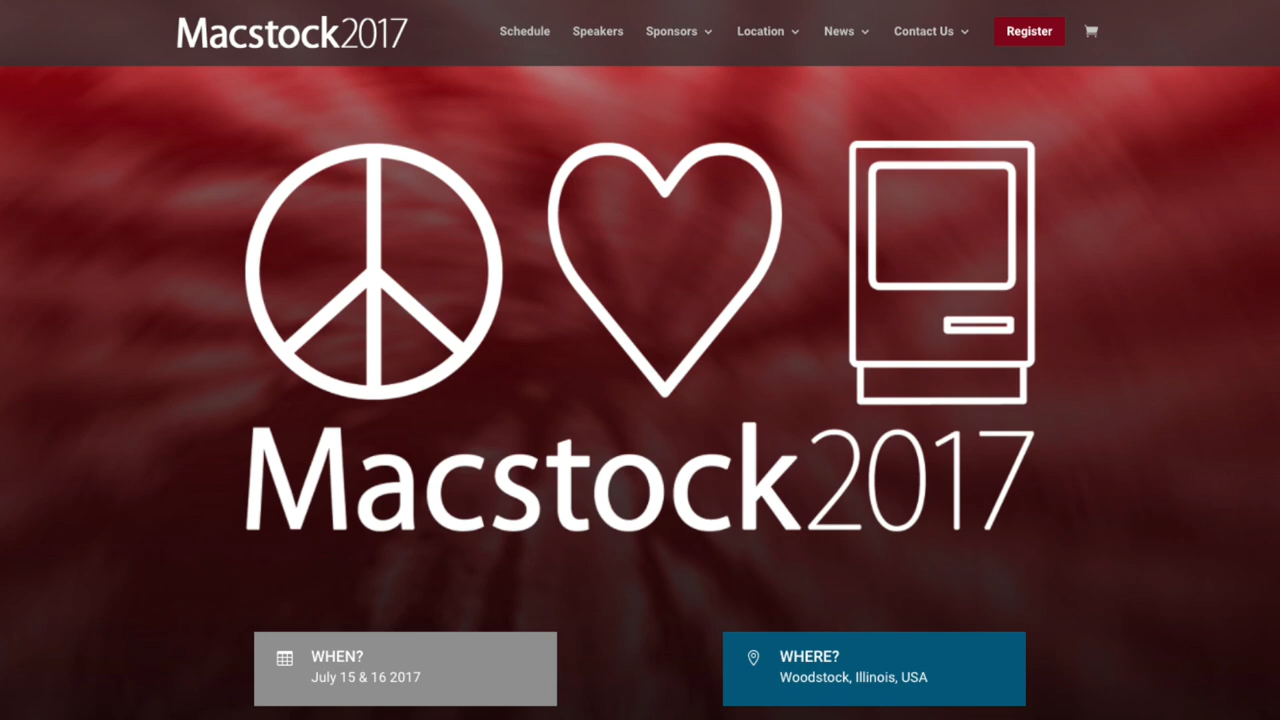 Macstock2017
Schedule Speakers Sponsors Location News Contact Us Register
Macstock2017
WHEN?
July 15 & 16 2017
WHERE?
Woodstock, Illinois, USA